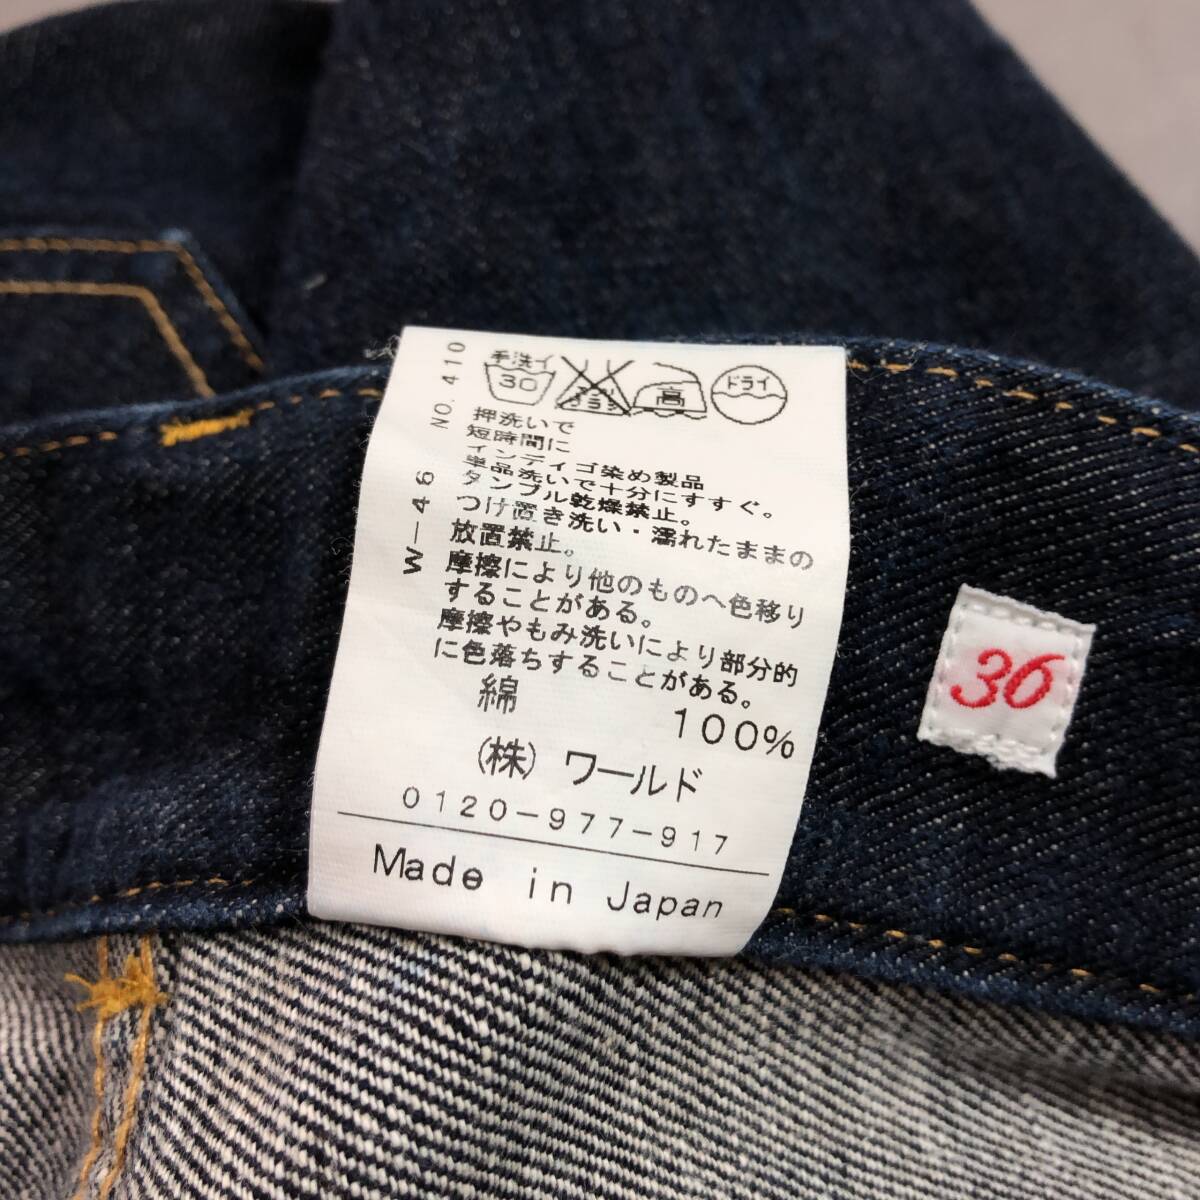 NO. 410
W-46
手洗イ
30
高
ドライ
押洗いで
短時間に
インディゴ染め製品
単品洗いで十分にすすぐ。
タンブル乾燥禁止。
つけ置き洗い・濡れたままの
放置禁止。
摩擦により他のものへ色移り
することがある。
摩擦やもみ洗いにより部分的
に色落ちすることがある。
綿 100%
(株) ワールド
0120-977-917
Made in Japan
36